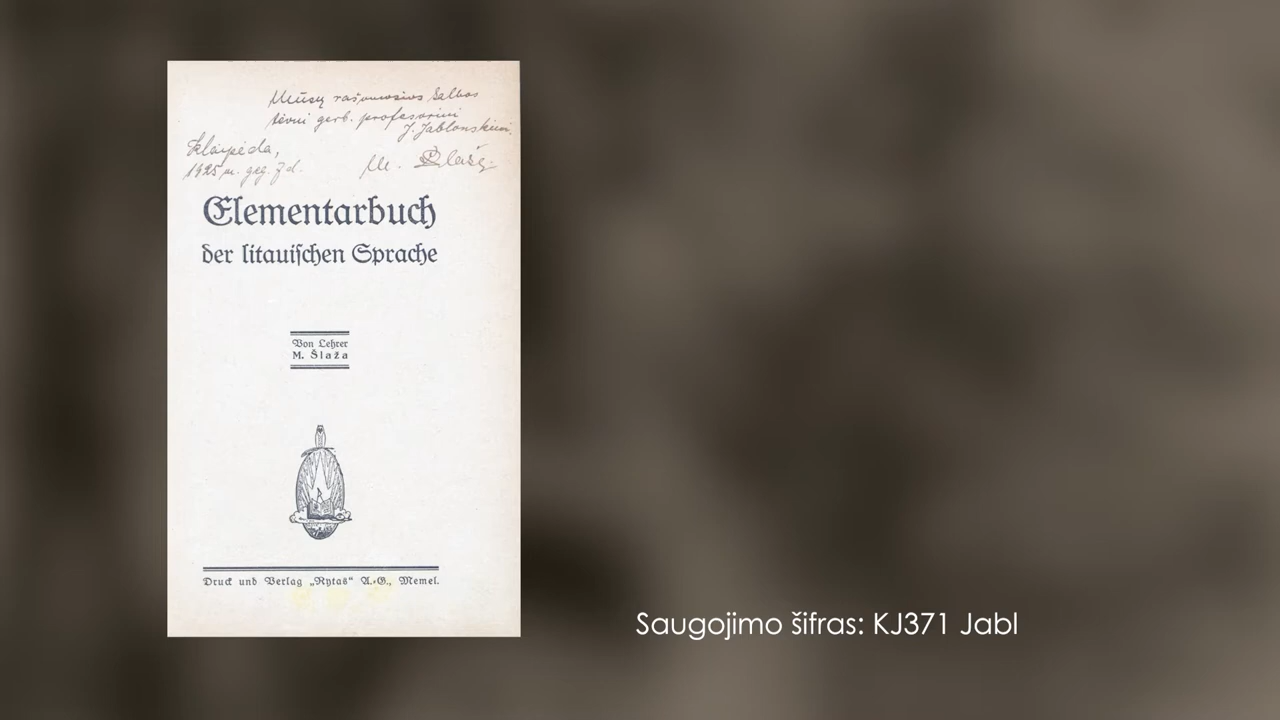 Mūsų rašomosios kalbos
tėvui gerb. profesoriui
J. Jablonskiui.
Klaipėda,
1925 m. geg. 7 d.
M. Šlaža
Elementarbuch
der litauischen Sprache
Von Lehrer
M. Šlaža
Druck und Verlag „Rytas“ A.-G., Memel.
Saugojimo šifras: KJ371 Jabl